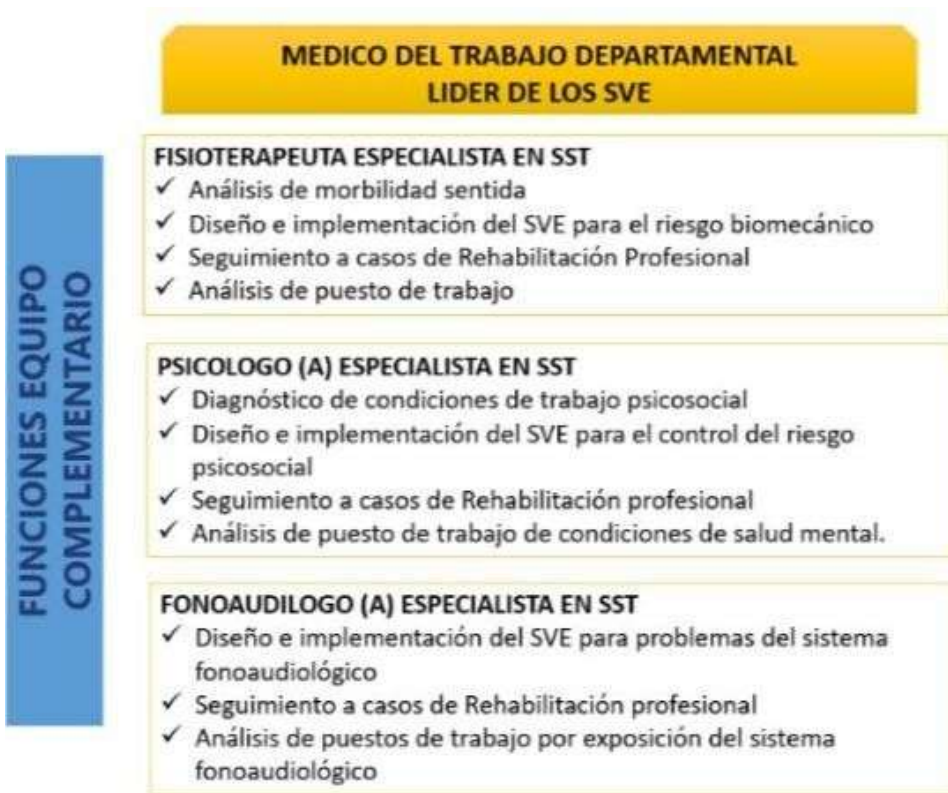 MEDICO DEL TRABAJO DEPARTAMENTAL
LIDER DE LOS SVE
FUNCIONES EQUIPO
COMPLEMENTARIO
FISIOTERAPEUTA ESPECIALISTA EN SST
✓ Análisis de morbilidad sentida
✓ Diseño e implementación del SVE para el riesgo biomecánico
✓ Seguimiento a casos de Rehabilitación Profesional
✓ Análisis de puesto de trabajo
PSICOLOGO (A) ESPECIALISTA EN SST
✓ Diagnóstico de condiciones de trabajo psicosocial
✓ Diseño e implementación del SVE para el control del riesgo
psicosocial
✓ Seguimiento a casos de Rehabilitación profesional
✓ Análisis de puesto de trabajo de condiciones de salud mental.
FONOAUDILOGO (A) ESPECIALISTA EN SST
✓ Diseño e implementación del SVE para problemas del sistema
fonoaudiológico
✓ Seguimiento a casos de Rehabilitación profesional
✓ Análisis de puestos de trabajo por exposición del sistema
fonoaudiológico